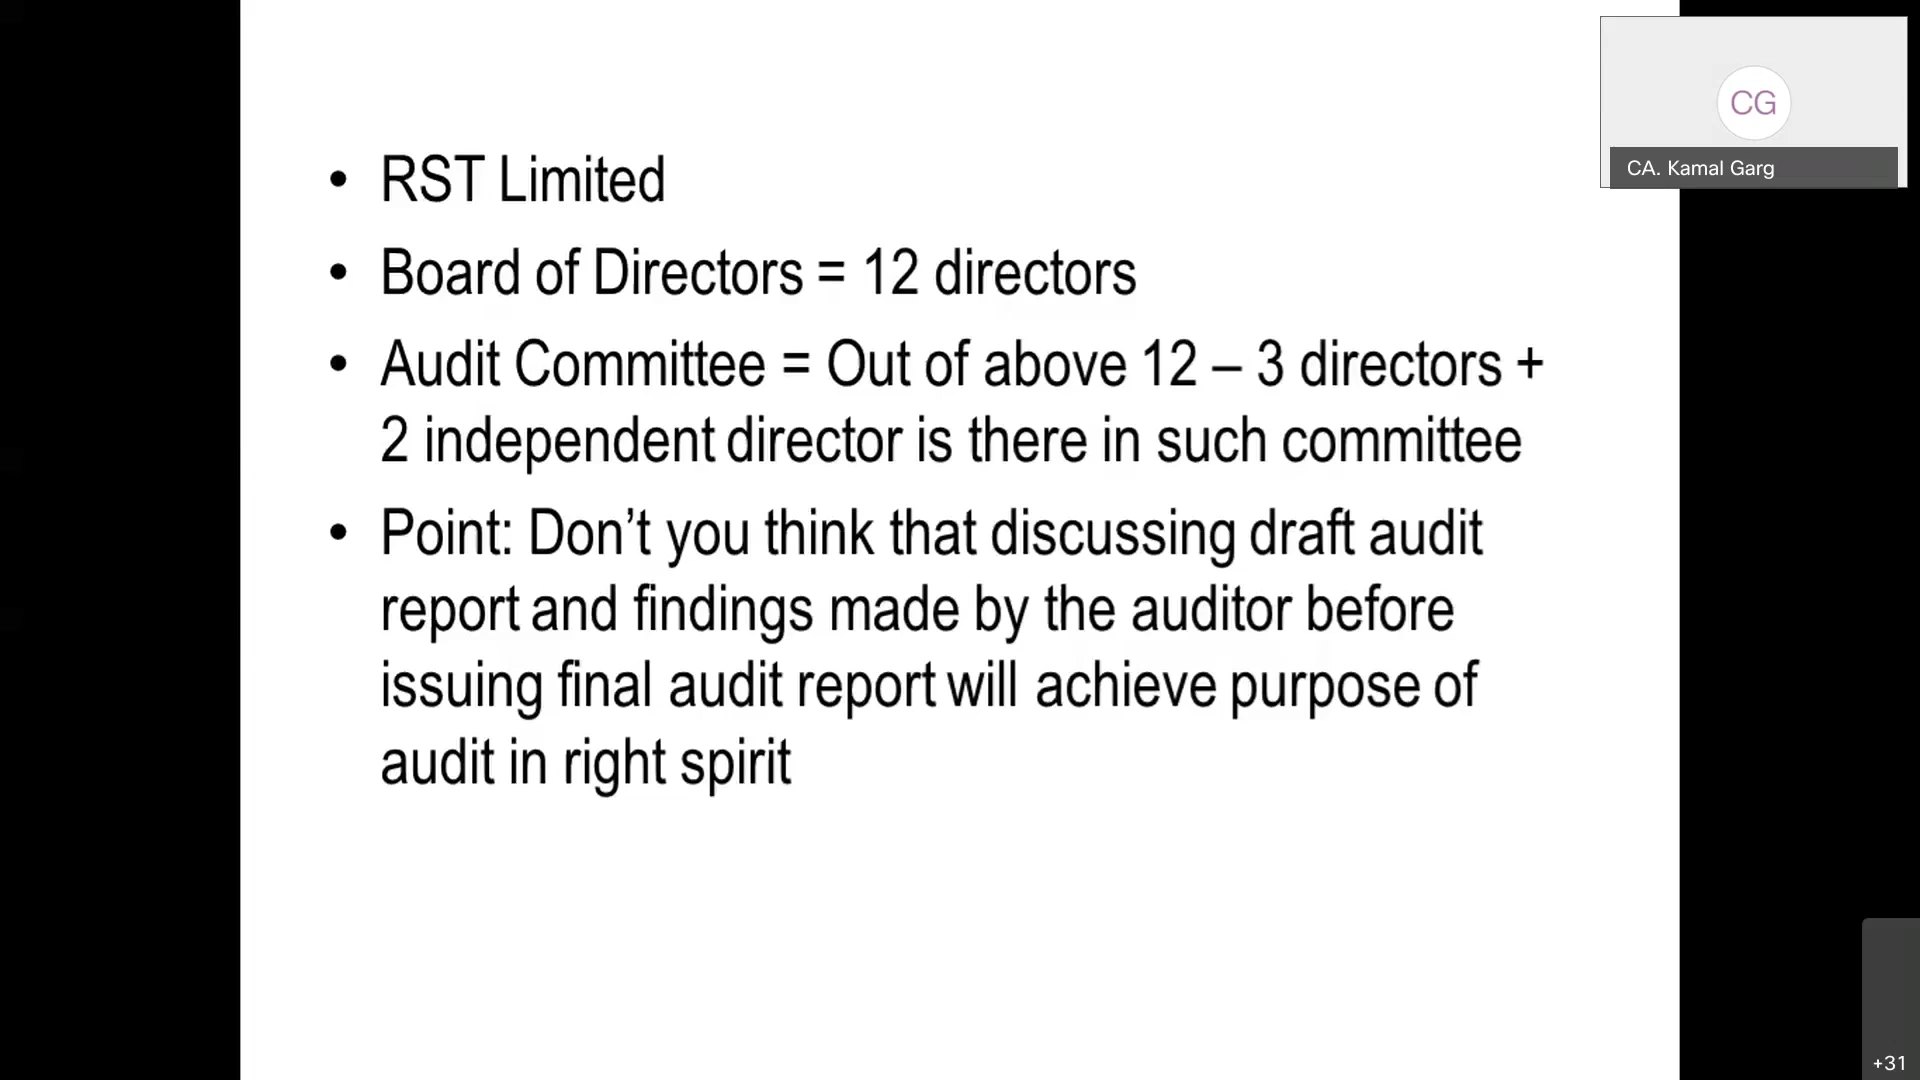 • RST Limited
• Board of Directors = 12 directors
• Audit Committee = Out of above 12 – 3 directors +
2 independent director is there in such committee
• Point: Don’t you think that discussing draft audit
report and findings made by the auditor before
issuing final audit report will achieve purpose of
audit in right spirit
CG
CA. Kamal Garg
+31